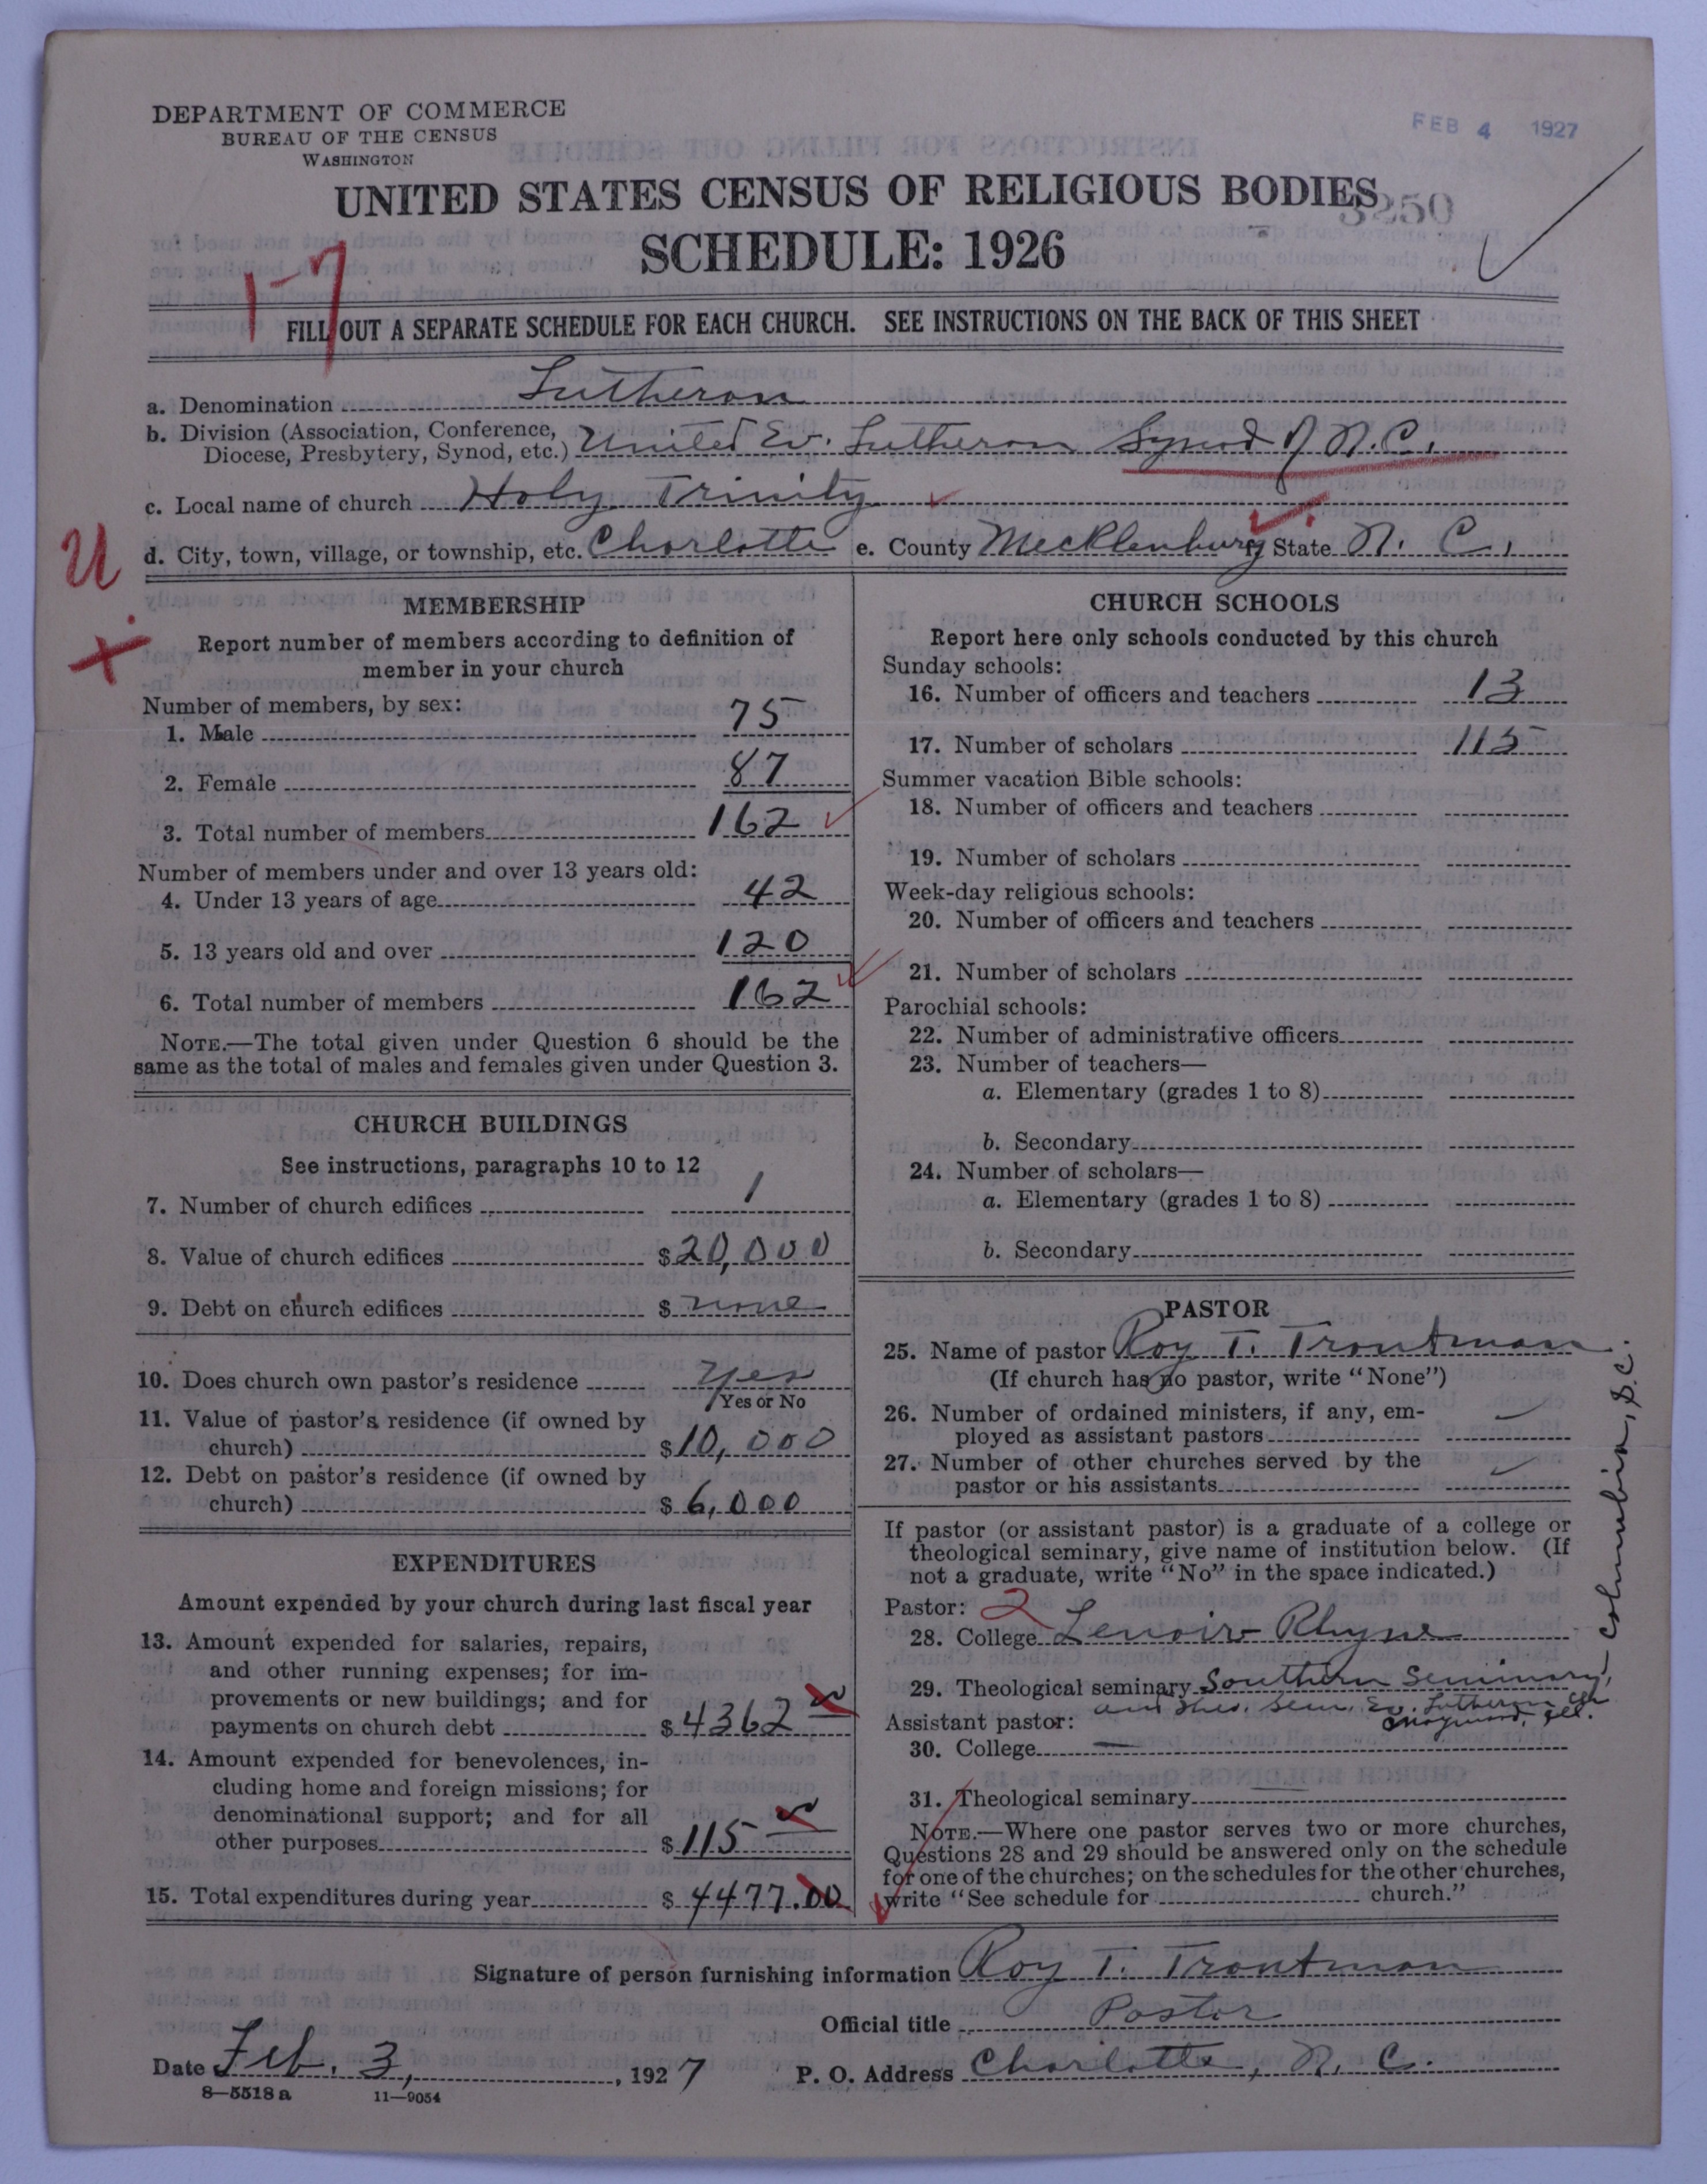 DEPARTMENT OF COMMERCE
BUREAU OF THE CENSUS
WASHINGTON
FEB 4 1927
UNITED STATES CENSUS OF RELIGIOUS BODIES
3250
SCHEDULE: 1926
17
FILL OUT A SEPARATE SCHEDULE FOR EACH CHURCH. SEE INSTRUCTIONS ON THE BACK OF THIS SHEET
a. Denomination Lutheran
b. Division (Association, Conference, Diocese, Presbytery, Synod, etc.) United Ev. Lutheran Synod of N.C.
c. Local name of church Holy Trinity
U
d. City, town, village, or township, etc. Charlotte e. County Mecklenburg f. State N. C.
MEMBERSHIP
Report number of members according to definition of
member in your church
Number of members, by sex:
1. Male 75
2. Female 87
3. Total number of members 162
Number of members under and over 13 years old:
4. Under 13 years of age 42
5. 13 years old and over 120
6. Total number of members 162
NOTE.—The total given under Question 6 should be the
same as the total of males and females given under Question 3.
CHURCH BUILDINGS
See instructions, paragraphs 10 to 12
7. Number of church edifices 1
8. Value of church edifices $20,000
9. Debt on church edifices $ none
10. Does church own pastor's residence Yes
Yes or No
11. Value of pastor's residence (if owned by
church) $10,000
12. Debt on pastor's residence (if owned by
church) $ 6,000
EXPENDITURES
Amount expended by your church during last fiscal year
13. Amount expended for salaries, repairs,
and other running expenses; for im-
provements or new buildings; and for
payments on church debt $ 4362
14. Amount expended for benevolences, in-
cluding home and foreign missions; for
denominational support; and for all
other purposes $ 115
15. Total expenditures during year $ 4477.00
CHURCH SCHOOLS
Report here only schools conducted by this church
Sunday schools:
16. Number of officers and teachers 13
17. Number of scholars 115
Summer vacation Bible schools:
18. Number of officers and teachers
19. Number of scholars
Week-day religious schools:
20. Number of officers and teachers
21. Number of scholars
Parochial schools:
22. Number of administrative officers
23. Number of teachers—
a. Elementary (grades 1 to 8)
b. Secondary
24. Number of scholars—
a. Elementary (grades 1 to 8)
b. Secondary
PASTOR
25. Name of pastor Roy T. Troutman
(If church has no pastor, write "None")
26. Number of ordained ministers, if any, em-
ployed as assistant pastors
27. Number of other churches served by the
pastor or his assistants
If pastor (or assistant pastor) is a graduate of a college or
theological seminary, give name of institution below. (If
not a graduate, write "No" in the space indicated.)
Pastor: 2
28. College Lenoir Rhyne
29. Theological seminary Southern Seminary, Columbia, S.C.
and Theo. Sem. Ev. Lutheran Ch
Maywood, Ill.
Assistant pastor:
30. College
31. Theological seminary
NOTE.—Where one pastor serves two or more churches,
Questions 28 and 29 should be answered only on the schedule
for one of the churches; on the schedules for the other churches,
write "See schedule for church."
Signature of person furnishing information Roy T. Troutman
Official title Pastor
Date Feb. 3, 1927 P. O. Address Charlotte, N. C.
8—5518 a 11—9054